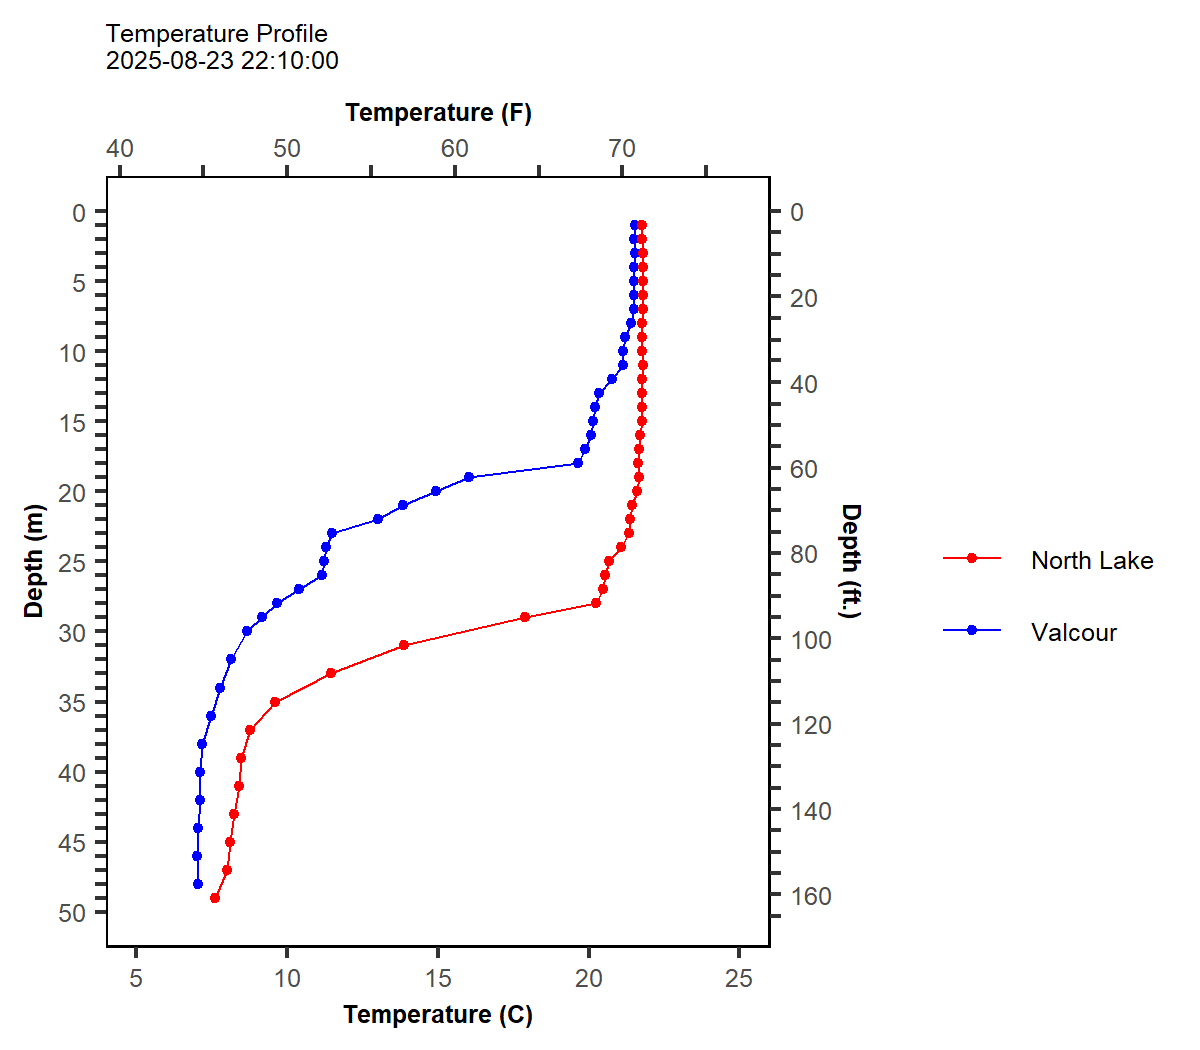 Temperature Profile
2025-08-23 22:10:00
Temperature (F)
40 50 60 70
0
5
10
15
20
25
30
35
40
45
50
Depth (m)
0
20
40
60
80
100
120
140
160
Depth (ft.)
North Lake
Valcour
5 10 15 20 25
Temperature (C)